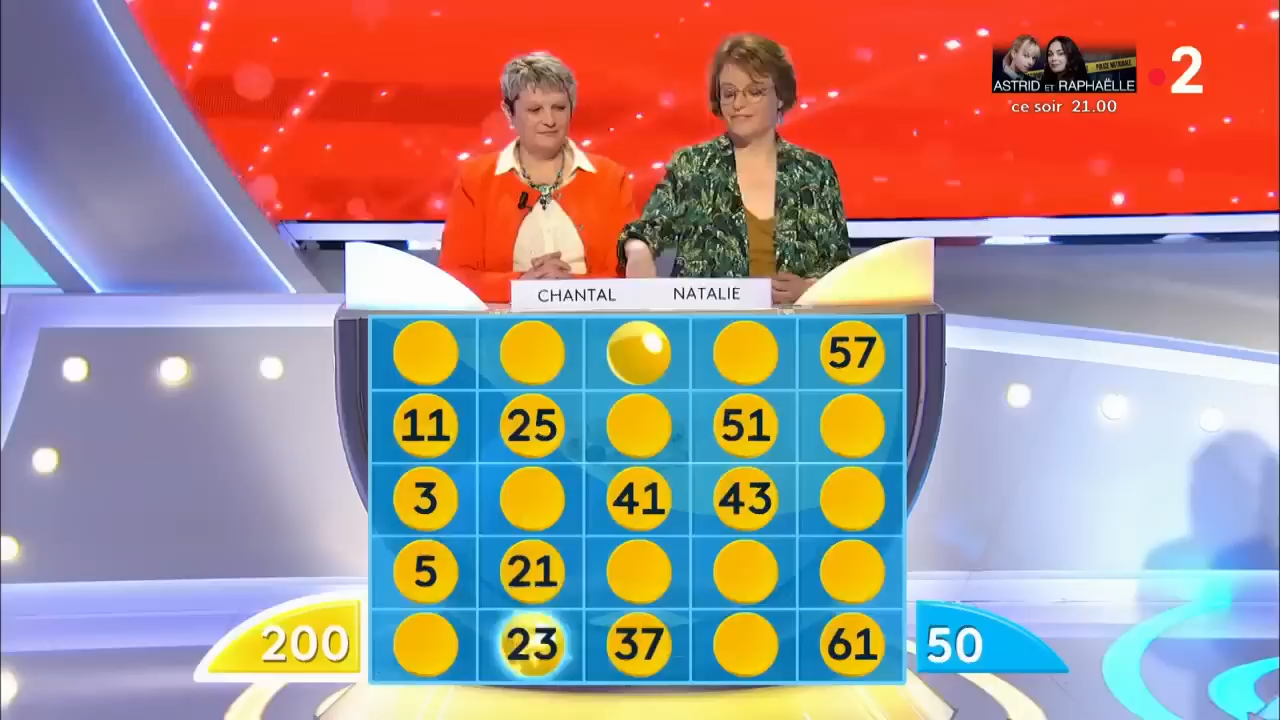 ASTRID ET RAPHAËLLE
2
ce soir 21.00
CHANTAL NATALIE
57
11 25 51
3 41 43
5 21
23 37 61
200
50